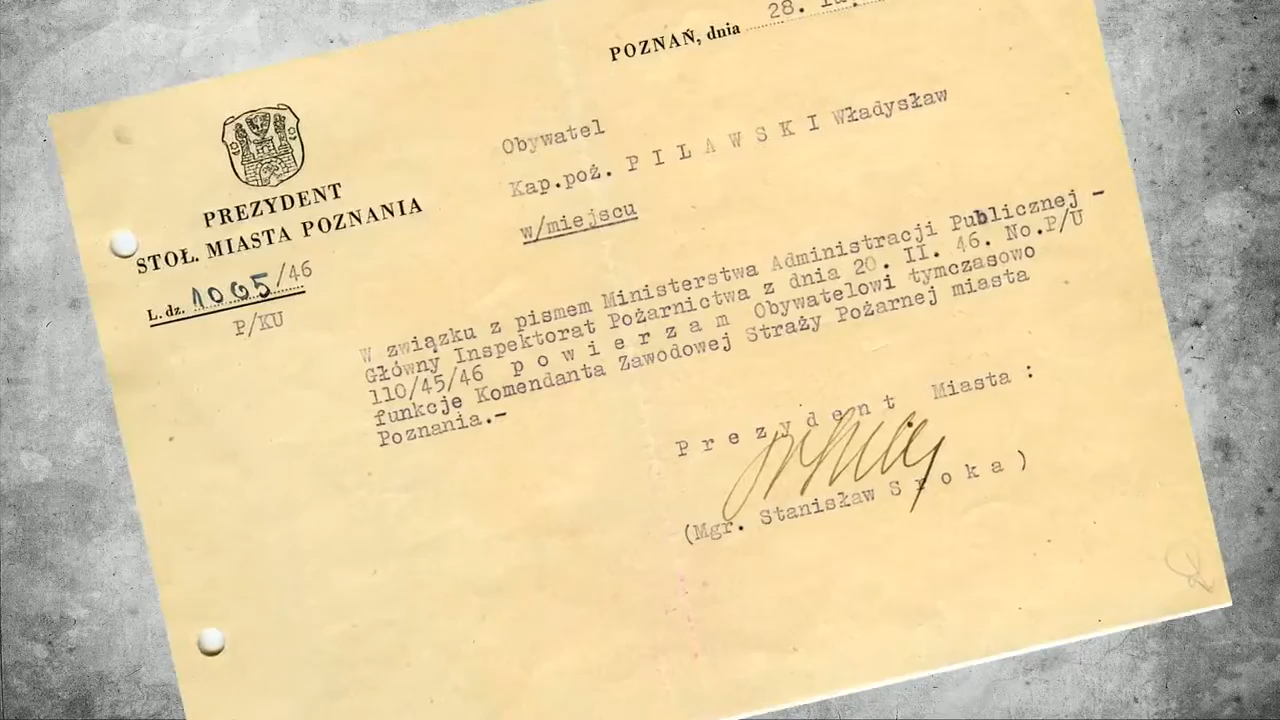 POZNAŃ, dnia 28.
PREZYDENT
STOŁ. MIASTA POZNANIA
L. dz. 1065/46
P/KU
Obywatel
Kap.poż. P I L A W S K I Władysław
w/miejscu
W związku z pismem Ministerstwa Administracji Publicznej -
Główny Inspektorat Pożarnictwa z dnia 20. II. 46. No.P/U
110/45/46 p o w i e r z a m Obywatelowi tymczasowo
funkcje Komendanta Zawodowej Straży Pożarnej miasta
Poznania.-
P r e z y d e n t Miasta :
(Mgr. Stanisław S r o k a )